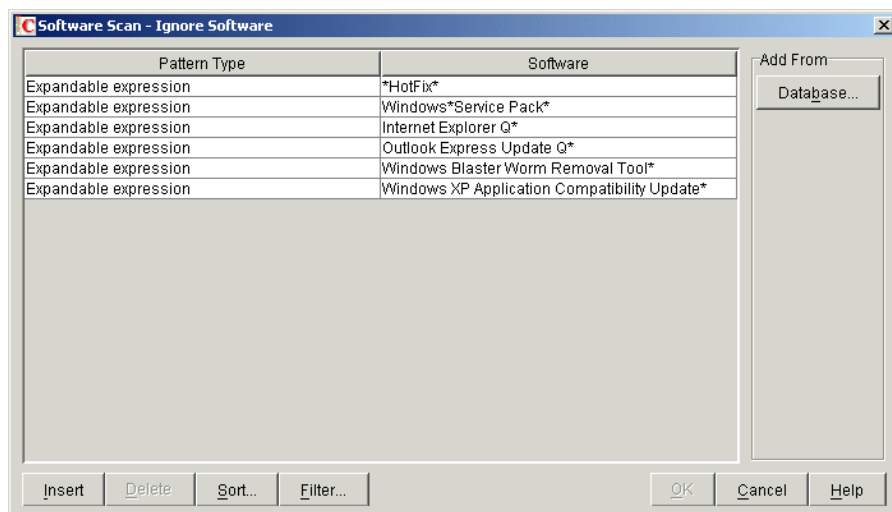 Software Scan - Ignore Software
Pattern Type Software
Expandable expression *HotFix*
Expandable expression Windows*Service Pack*
Expandable expression Internet Explorer Q*
Expandable expression Outlook Express Update Q*
Expandable expression Windows Blaster Worm Removal Tool*
Expandable expression Windows XP Application Compatibility Update*
Add From
Database...
Insert Delete Sort... Filter... OK Cancel Help